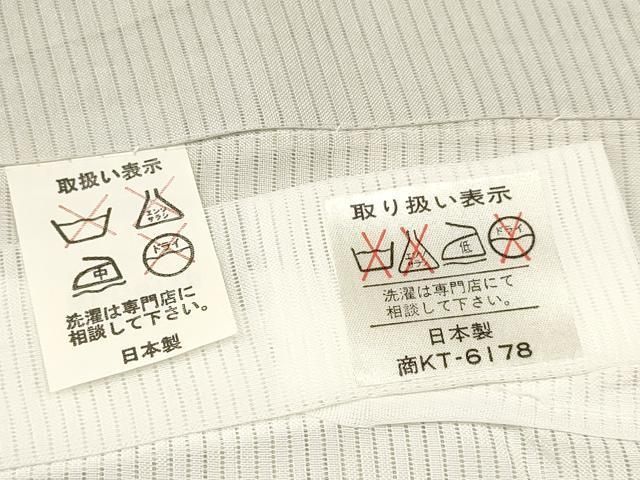 取扱い表示
エンソ
サラシ
中
ドライ
洗濯は専門店に
相談して下さい。
日本製
取り扱い表示
エンソ
サラシ
低
ドライ
洗濯は専門店にて
相談して下さい。
日本製
商KT-6178